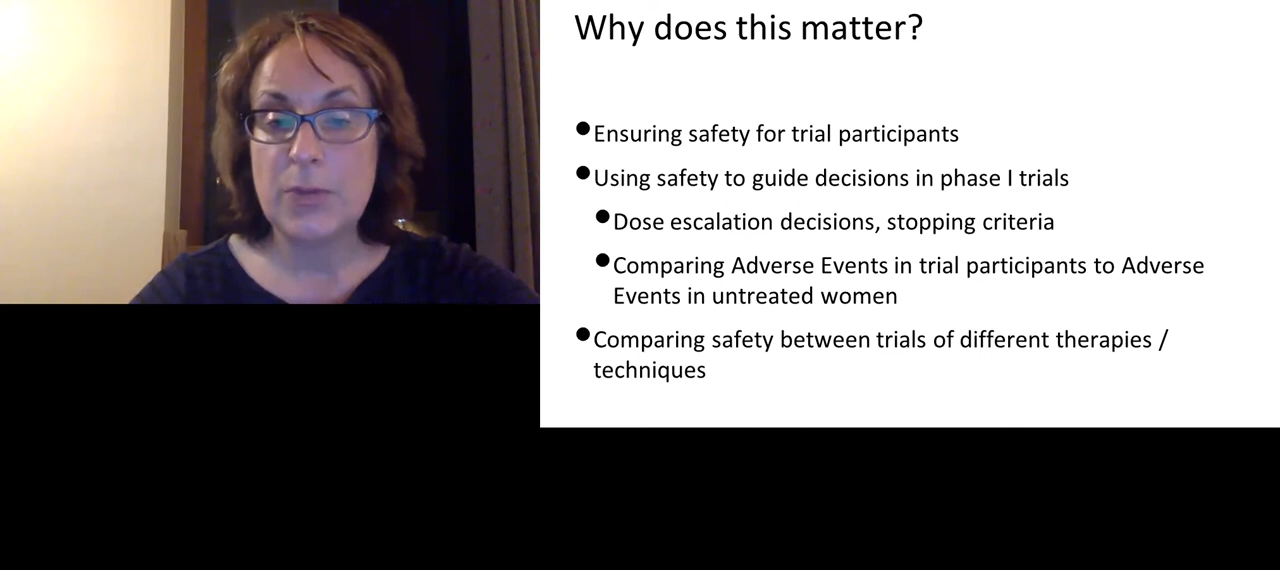 Why does this matter?
●Ensuring safety for trial participants
●Using safety to guide decisions in phase I trials
●Dose escalation decisions, stopping criteria
●Comparing Adverse Events in trial participants to Adverse
Events in untreated women
●Comparing safety between trials of different therapies /
techniques